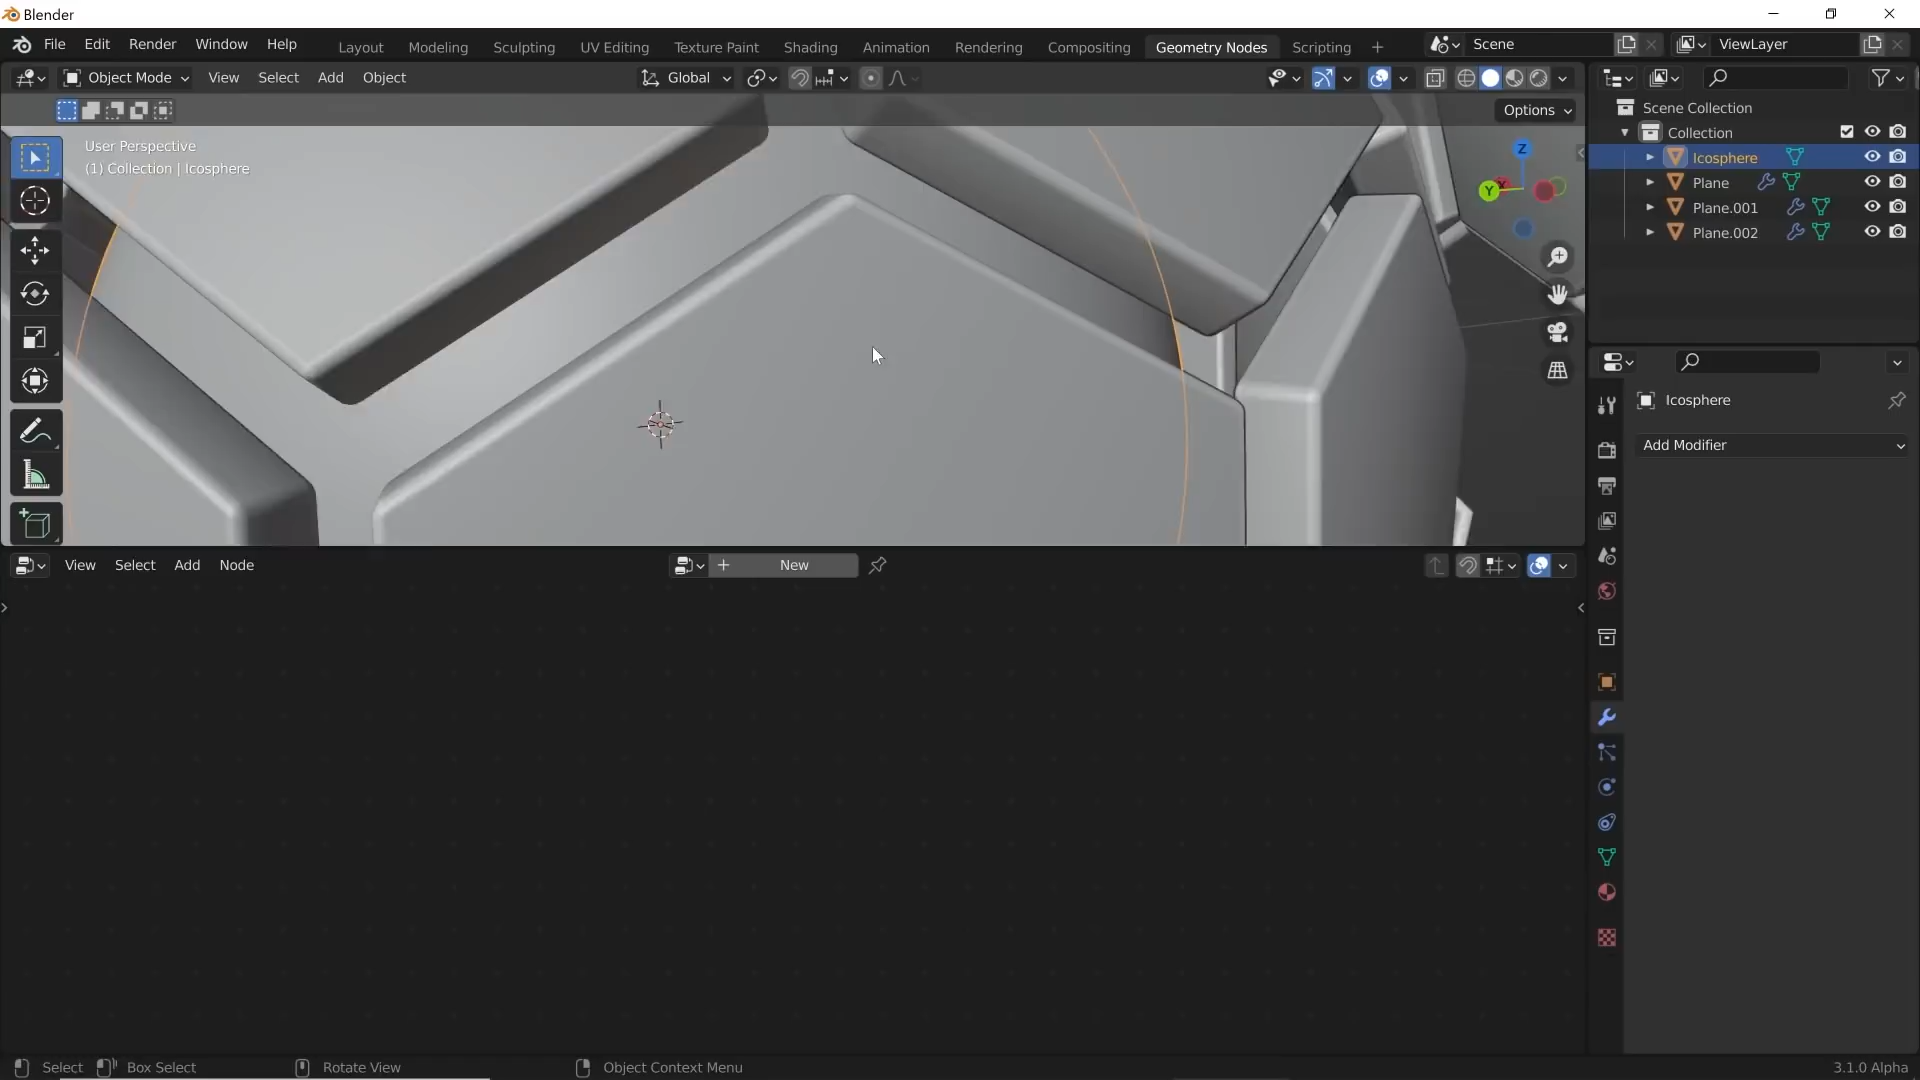 Blender
File Edit Render Window Help
Layout Modeling Sculpting UV Editing Texture Paint Shading Animation Rendering Compositing Geometry Nodes Scripting +
Scene
ViewLayer
Object Mode View Select Add Object
Global
Options
User Perspective
(1) Collection | Icosphere
Z
Y
X
Scene Collection
Collection
Icosphere
Plane
Plane.001
Plane.002
Icosphere
Add Modifier
View Select Add Node
+ New
Select Box Select Rotate View Object Context Menu
3.1.0 Alpha